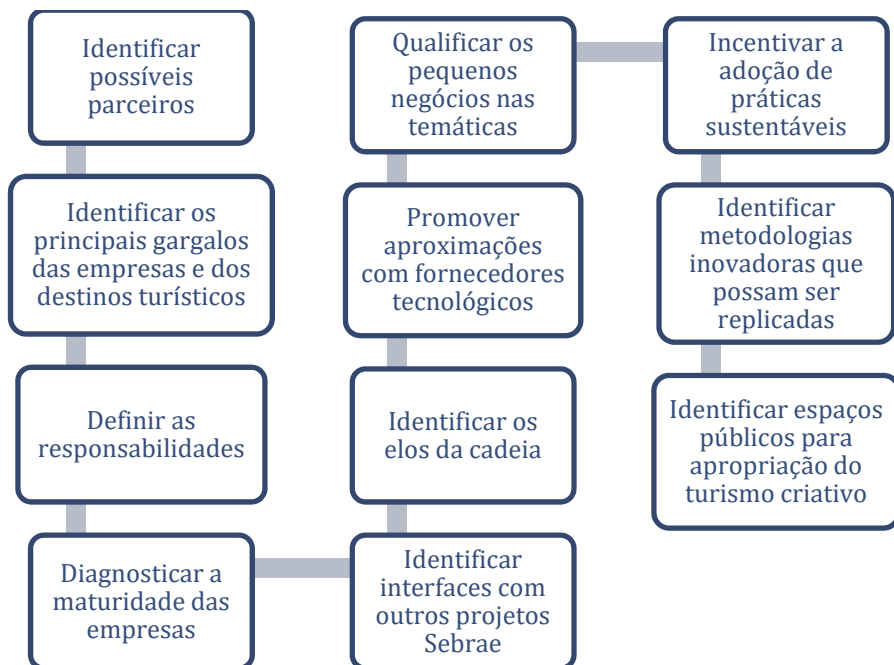 Identificar
possíveis
parceiros
Identificar os
principais gargalos
das empresas e dos
destinos turísticos
Definir as
responsabilidades
Diagnosticar a
maturidade das
empresas
Identificar
interfaces com
outros projetos
Sebrae
Identificar os
elos da cadeia
Promover
aproximações
com fornecedores
tecnológicos
Qualificar os
pequenos
negócios nas
temáticas
Incentivar a
adoção de
práticas
sustentáveis
Identificar
metodologias
inovadoras que
possam ser
replicadas
Identificar espaços
públicos para
apropriação do
turismo criativo